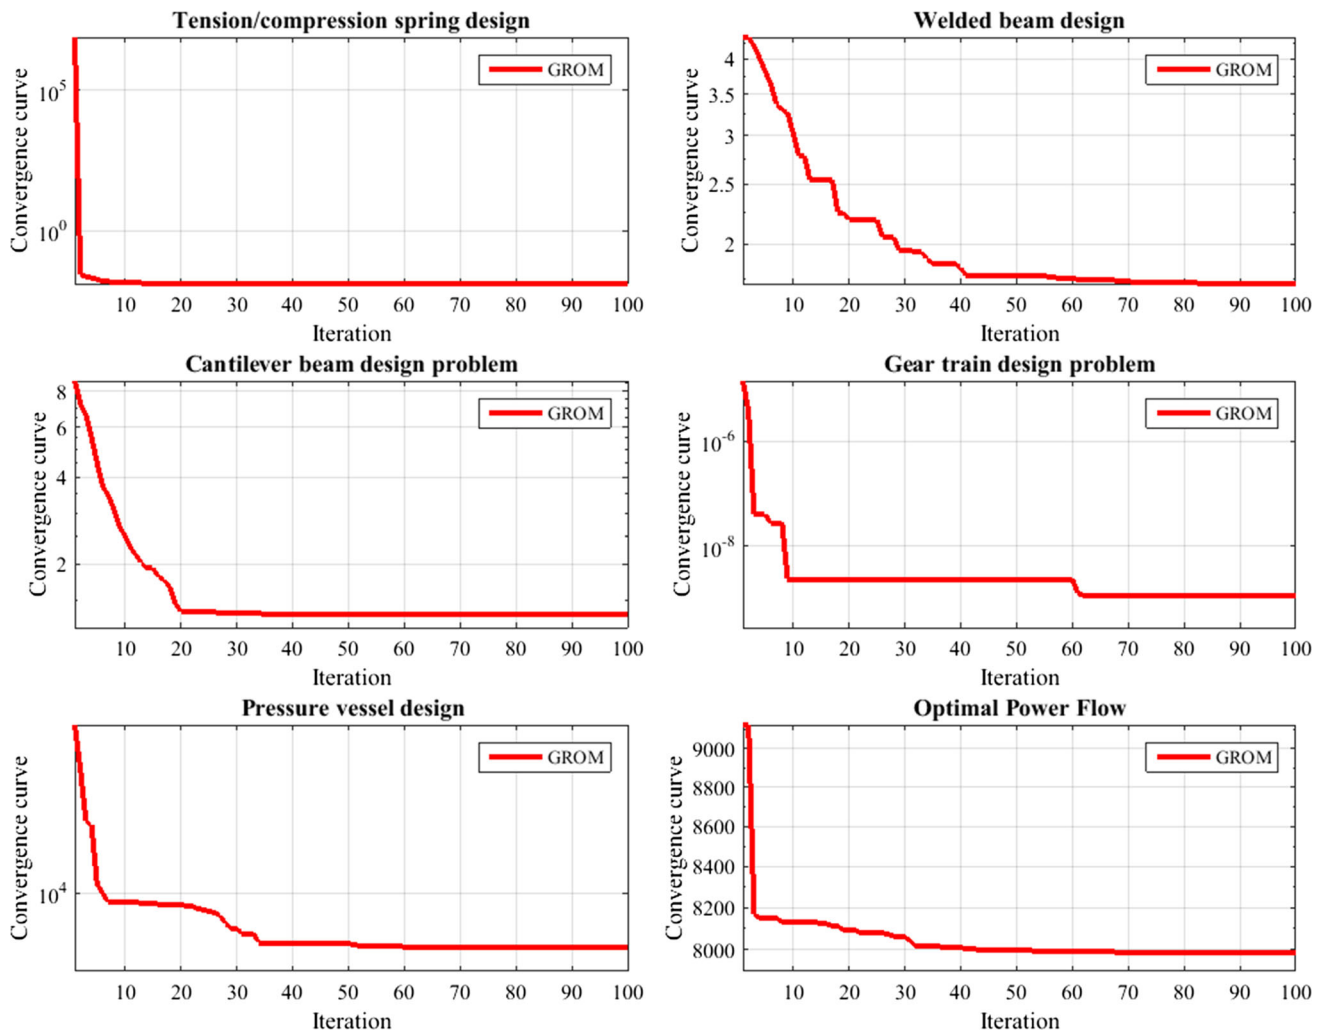 Tension/compression spring design
Convergence curve
10^5
10^0
GROM
10 20 30 40 50 60 70 80 90 100
Iteration
Welded beam design
Convergence curve
4
3.5
3
2.5
2
GROM
10 20 30 40 50 60 70 80 90 100
Iteration
Cantilever beam design problem
Convergence curve
8
6
4
2
GROM
10 20 30 40 50 60 70 80 90 100
Iteration
Gear train design problem
Convergence curve
10^-6
10^-8
GROM
10 20 30 40 50 60 70 80 90 100
Iteration
Pressure vessel design
Convergence curve
10^4
GROM
10 20 30 40 50 60 70 80 90 100
Iteration
Optimal Power Flow
Convergence curve
9000
8800
8600
8400
8200
8000
GROM
10 20 30 40 50 60 70 80 90 100
Iteration